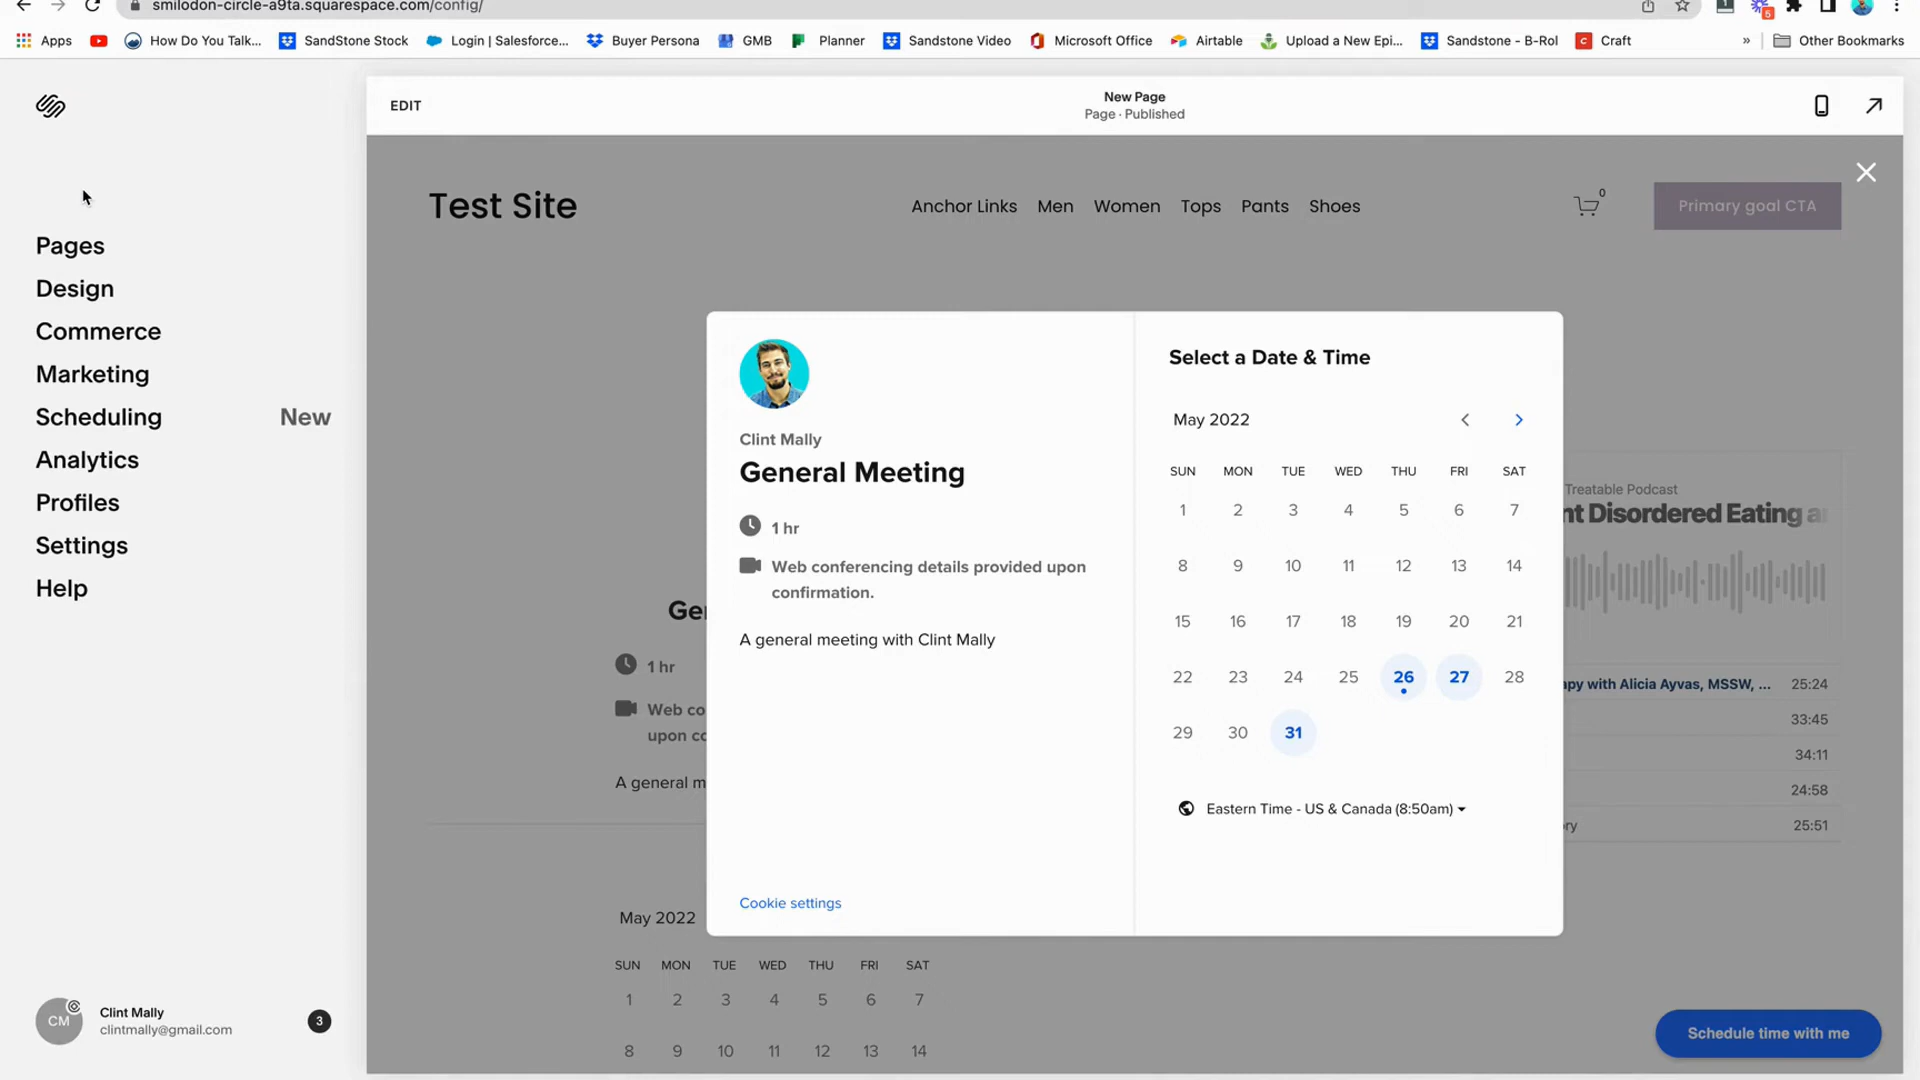 smilodon-circle-a9ta.squarespace.com/config/
1
5
Apps
How Do You Talk...
SandStone Stock
Login | Salesforce...
Buyer Persona
GMB
Planner
Sandstone Video
Microsoft Office
Airtable
Upload a New Epi...
Sandstone - B-Rol
Craft
»
Other Bookmarks
EDIT
New Page
Page · Published
Test Site
Anchor Links
Men
Women
Tops
Pants
Shoes
0
Primary goal CTA
Pages
Design
Commerce
Marketing
Scheduling
New
Analytics
Profiles
Settings
Help
Clint Mally
General Meeting
1 hr
Web conferencing details provided upon
confirmation.
A general meeting with Clint Mally
Cookie settings
Select a Date & Time
May 2022
SUN MON TUE WED THU FRI SAT
1 2 3 4 5 6 7
8 9 10 11 12 13 14
15 16 17 18 19 20 21
22 23 24 25 26 27 28
29 30 31
Eastern Time - US & Canada (8:50am)
Treatable Podcast
nt Disordered Eating a
apy with Alicia Ayvas, MSSW, ... 25:24
33:45
34:11
24:58
ory 25:51
Ge
1 hr
Web co
upon co
A general m
May 2022
SUN MON TUE WED THU FRI SAT
1 2 3 4 5 6 7
8 9 10 11 12 13 14
CM
Clint Mally
clintmally@gmail.com
3
Schedule time with me